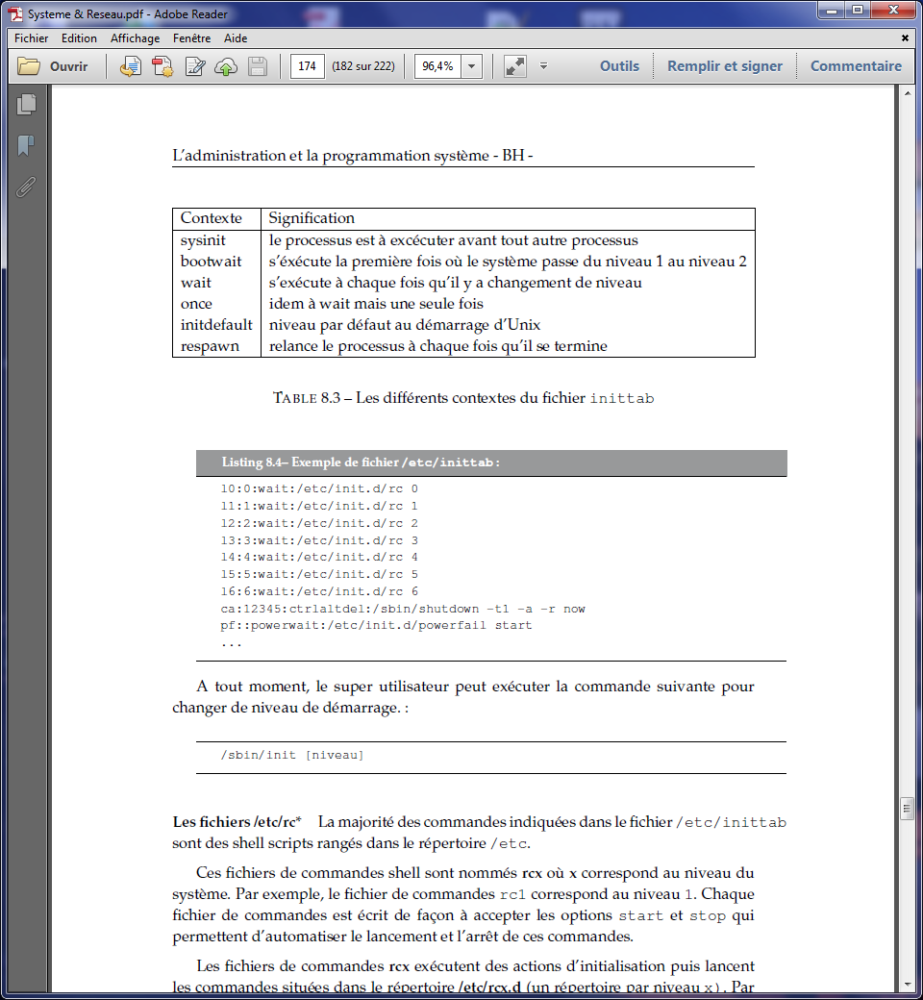 Systeme & Reseau.pdf - Adobe Reader
Fichier Edition Affichage Fenêtre Aide
Ouvrir 174 (182 sur 222) 96,4% Outils Remplir et signer Commentaire
L'administration et la programmation système - BH -
Contexte Signification
sysinit le processus est à excécuter avant tout autre processus
bootwait s'éxécute la première fois où le système passe du niveau 1 au niveau 2
wait s'exécute à chaque fois qu'il y a changement de niveau
once idem à wait mais une seule fois
initdefault niveau par défaut au démarrage d'Unix
respawn relance le processus à chaque fois qu'il se termine
TABLE 8.3 – Les différents contextes du fichier inittab
Listing 8.4– Exemple de fichier /etc/inittab :
l0:0:wait:/etc/init.d/rc 0
l1:1:wait:/etc/init.d/rc 1
l2:2:wait:/etc/init.d/rc 2
l3:3:wait:/etc/init.d/rc 3
l4:4:wait:/etc/init.d/rc 4
l5:5:wait:/etc/init.d/rc 5
l6:6:wait:/etc/init.d/rc 6
ca:12345:ctrlaltdel:/sbin/shutdown -t1 -a -r now
pf::powerwait:/etc/init.d/powerfail start
...
A tout moment, le super utilisateur peut exécuter la commande suivante pour
changer de niveau de démarrage. :
/sbin/init [niveau]
Les fichiers /etc/rc* La majorité des commandes indiquées dans le fichier /etc/inittab
sont des shell scripts rangés dans le répertoire /etc.
Ces fichiers de commandes shell sont nommés rcx où x correspond au niveau du
système. Par exemple, le fichier de commandes rc1 correspond au niveau 1. Chaque
fichier de commandes est écrit de façon à accepter les options start et stop qui
permettent d'automatiser le lancement et l'arrêt de ces commandes.
Les fichiers de commandes rcx exécutent des actions d'initialisation puis lancent
les commandes situées dans le répertoire /etc/rcx.d (un répertoire par niveau x). Par